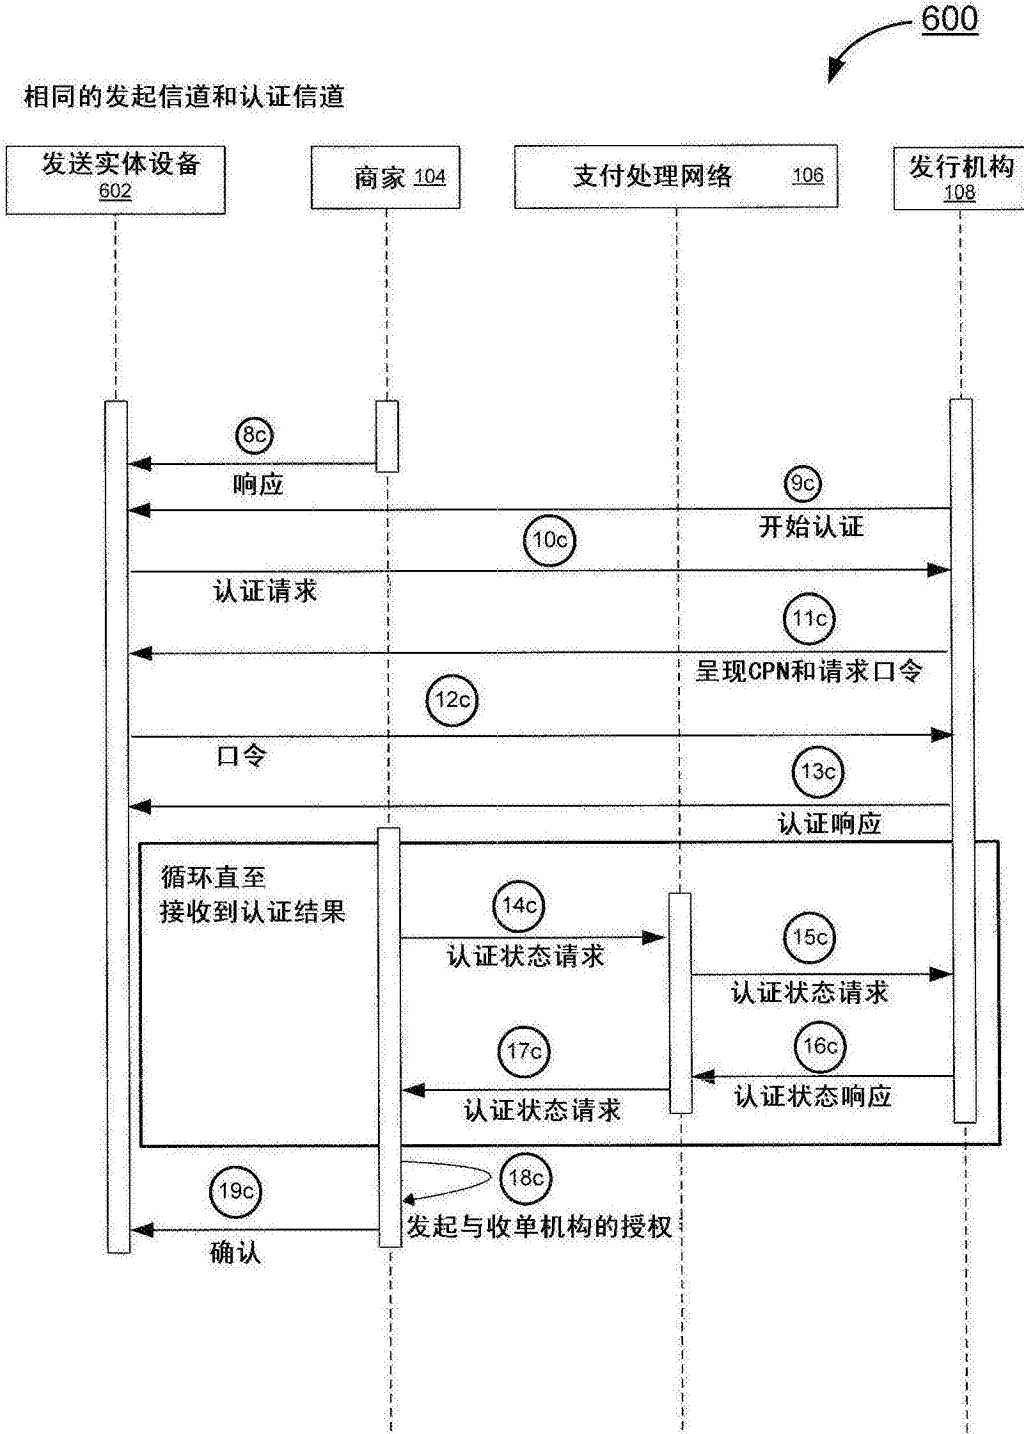 600
相同的发起信道和认证信道
发送实体设备
602
商家 104
支付处理网络 106
发行机构
108
8c
响应
9c
开始认证
10c
认证请求
11c
呈现CPN和请求口令
12c
口令
13c
认证响应
循环直至
接收到认证结果
14c
认证状态请求
15c
认证状态请求
16c
认证状态响应
17c
认证状态请求
18c
发起与收单机构的授权
19c
确认